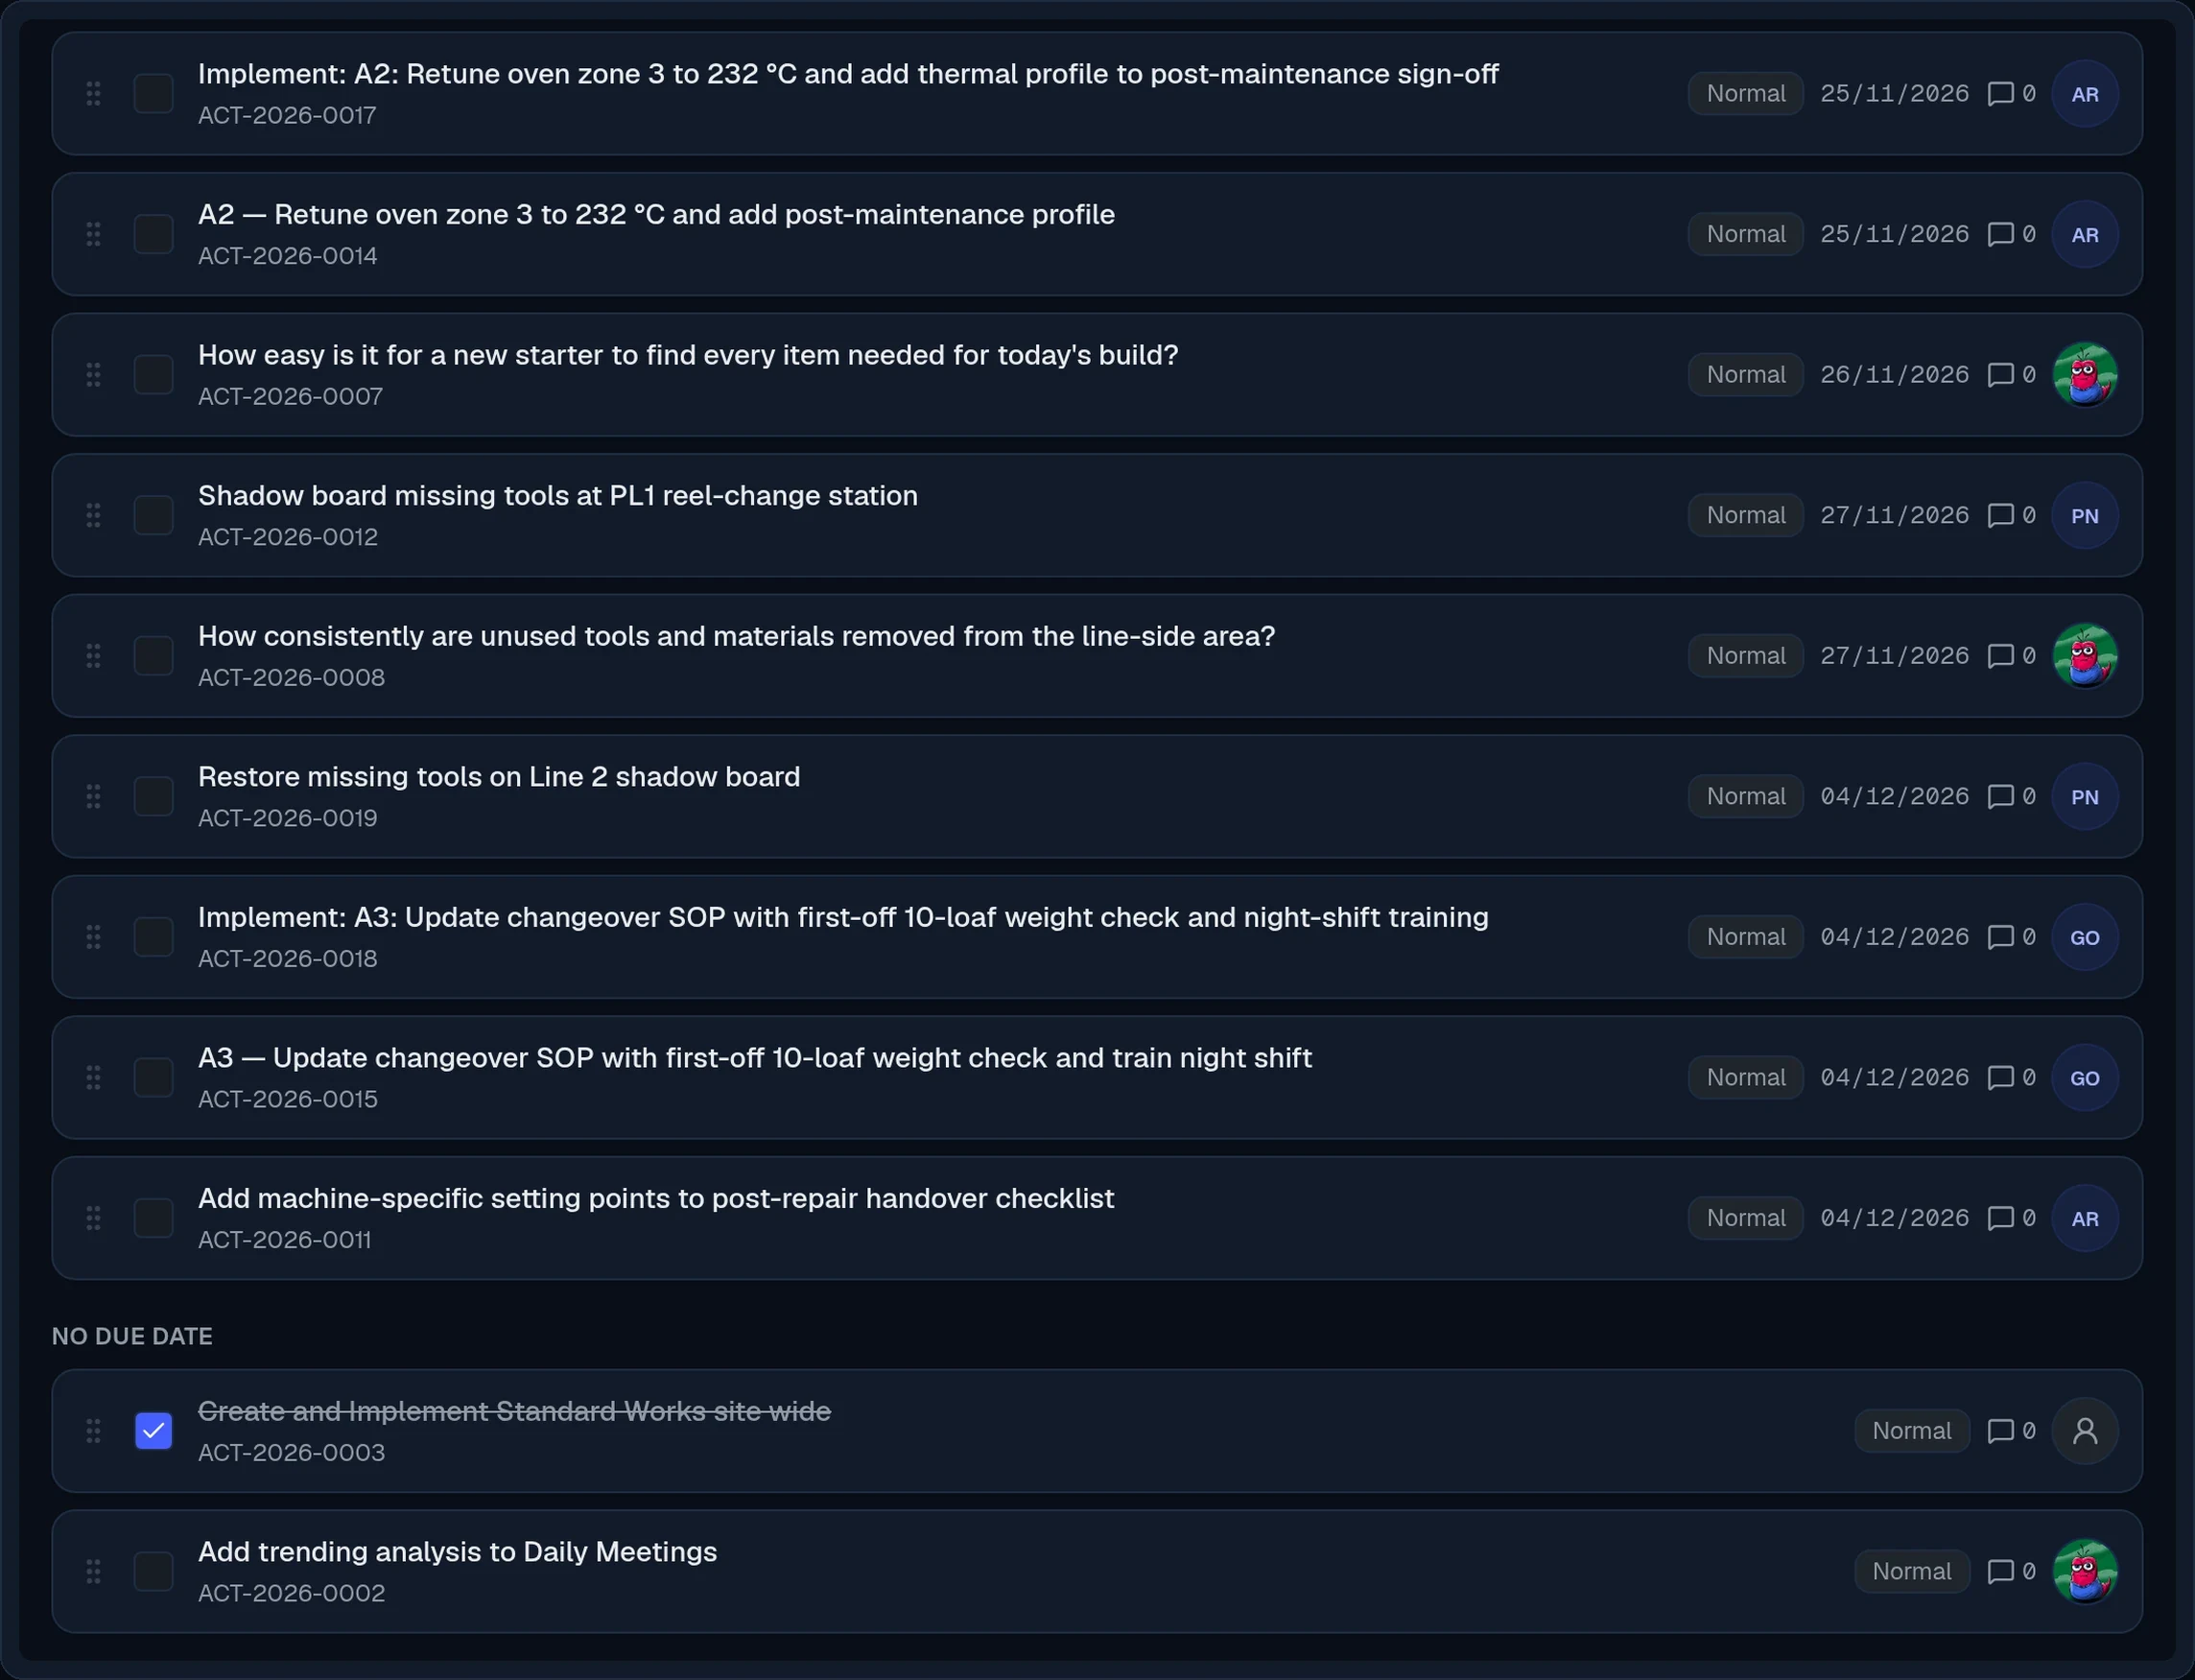 Implement: A2: Retune oven zone 3 to 232 °C and add thermal profile to post-maintenance sign-off
ACT-2026-0017
Normal 25/11/2026 0 AR
A2 — Retune oven zone 3 to 232 °C and add post-maintenance profile
ACT-2026-0014
Normal 25/11/2026 0 AR
How easy is it for a new starter to find every item needed for today's build?
ACT-2026-0007
Normal 26/11/2026 0
Shadow board missing tools at PL1 reel-change station
ACT-2026-0012
Normal 27/11/2026 0 PN
How consistently are unused tools and materials removed from the line-side area?
ACT-2026-0008
Normal 27/11/2026 0
Restore missing tools on Line 2 shadow board
ACT-2026-0019
Normal 04/12/2026 0 PN
Implement: A3: Update changeover SOP with first-off 10-loaf weight check and night-shift training
ACT-2026-0018
Normal 04/12/2026 0 GO
A3 — Update changeover SOP with first-off 10-loaf weight check and train night shift
ACT-2026-0015
Normal 04/12/2026 0 GO
Add machine-specific setting points to post-repair handover checklist
ACT-2026-0011
Normal 04/12/2026 0 AR
NO DUE DATE
Create and Implement Standard Works site wide
ACT-2026-0003
Normal 0
Add trending analysis to Daily Meetings
ACT-2026-0002
Normal 0